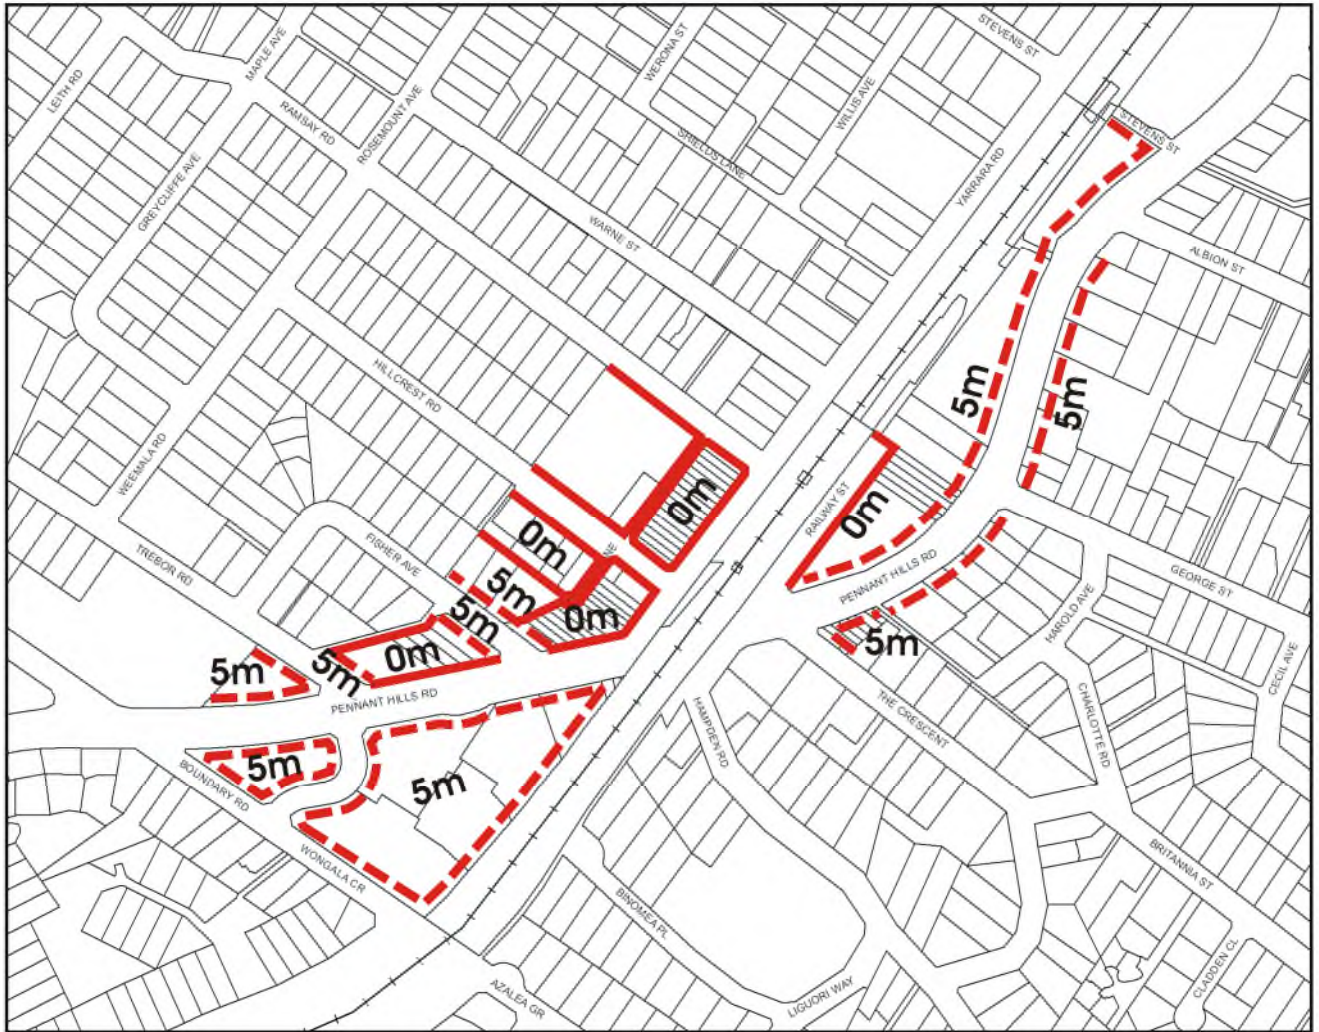 STEVENS ST
WERONA ST
MAPLE AVE
LEITH RD
ROSEMOUNT AVE
WILLIS AVE
RAMSAY RD
STEVENS ST
SHIELDS LANE
YARRARA RD
GREYCLIFFE AVE
WARNE ST
ALBION ST
HILLCREST RD
5m
5m
WEEMALA RD
0m
RAILWAY ST
0m
0m
FISHER AVE
TREBOR RD
NE
5m
PENNANT HILLS RD
GEORGE ST
5m
0m
HAROLD AVE
0m
5m
5m
5m
CECIL AVE
PENNANT HILLS RD
THE CRESCENT
CHARLOTTE RD
HAMPDEN RD
5m
5m
BOUNDARY RD
WONGALA CR
BRITANNIA ST
BINOMEA PL
CLADDEN CL
AZALEA GR
LIGUORI WAY